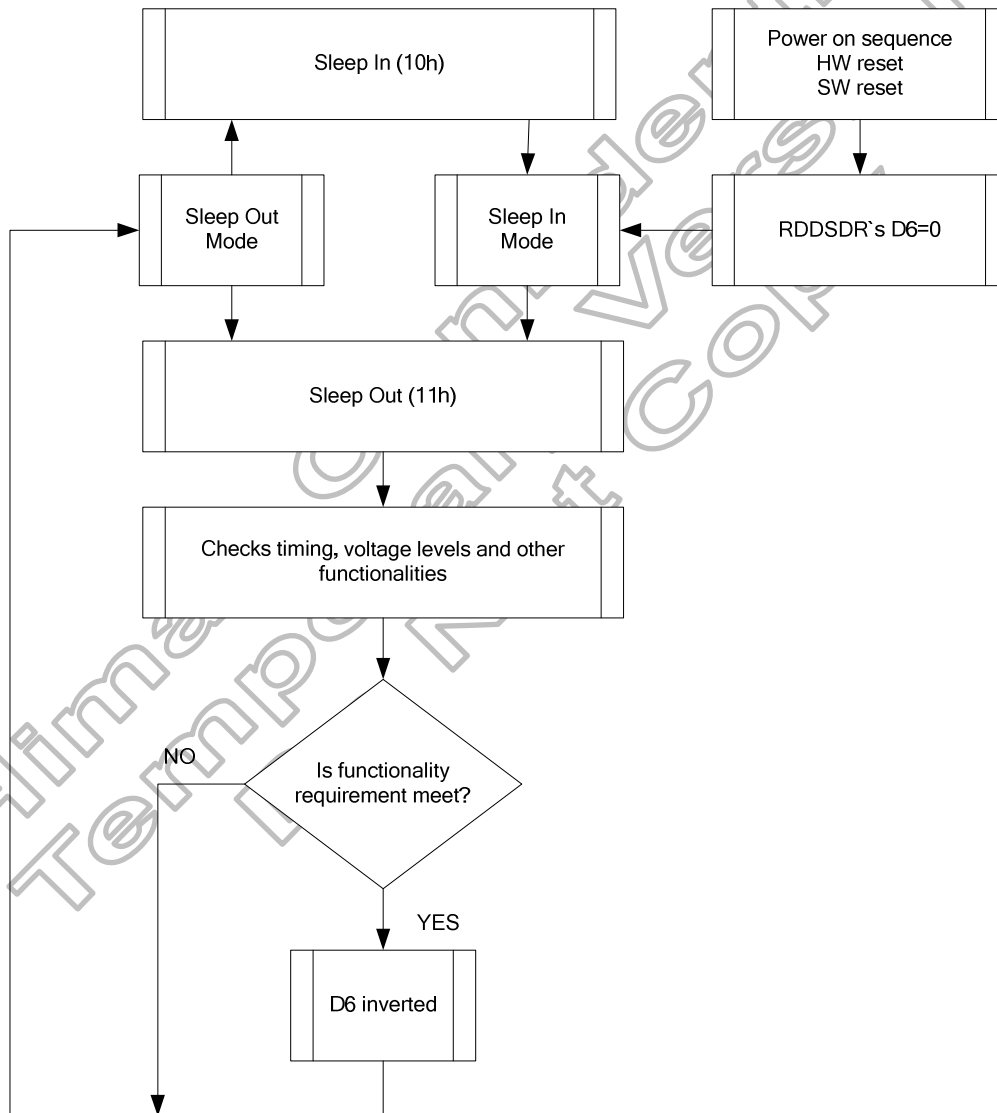 Sleep In (10h)
Power on sequence
HW reset
SW reset
Sleep Out
Mode
Sleep In
Mode
RDDSDR`s D6=0
Sleep Out (11h)
Checks timing, voltage levels and other
functionalities
NO
Is functionality
requirement meet?
YES
D6 inverted